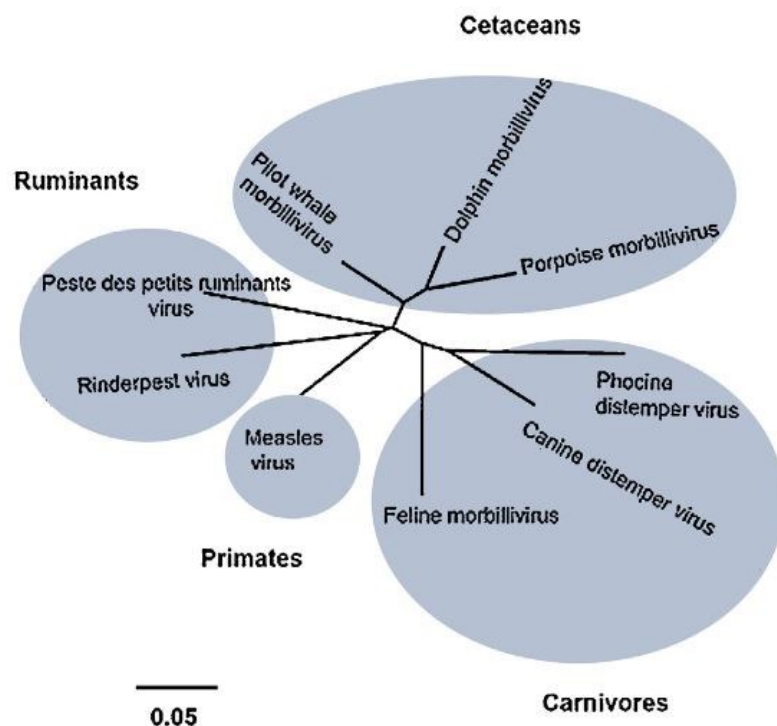 Cetaceans
Ruminants
Pilot whale
morbillivirus
Dolphin morbillivirus
Porpoise morbillivirus
Peste des petits ruminants
virus
Rinderpest virus
Measles
virus
Primates
Phocine
distemper virus
Canine distemper virus
Feline morbillivirus
Carnivores
0.05